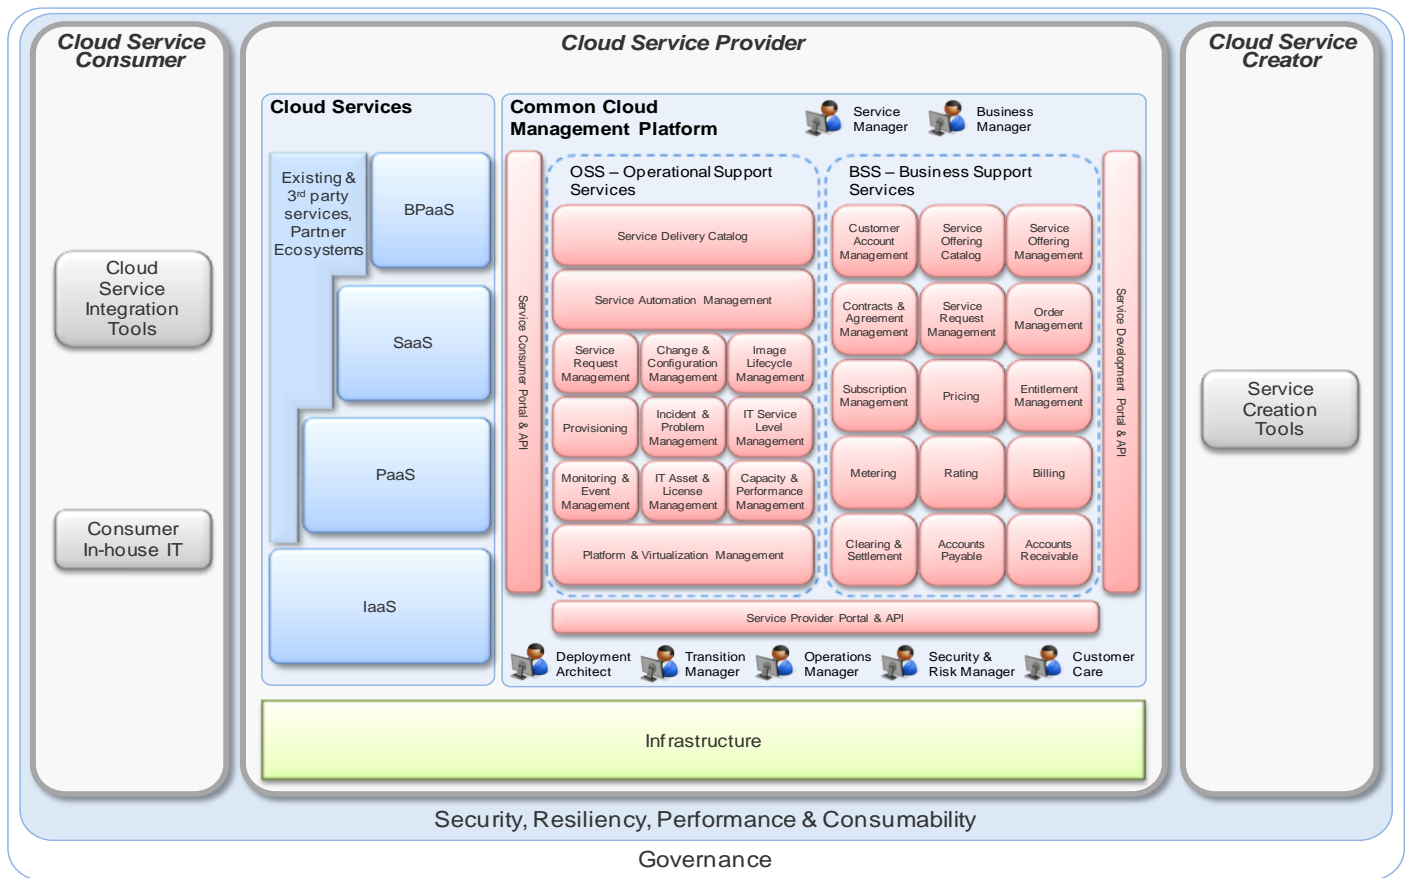 Cloud Service
Consumer
Cloud Service
Integration
Tools
Consumer
In-house IT
Cloud Service Provider
Cloud Services
Existing &
3rd party
services,
Partner
Ecosystems
BPaaS
SaaS
PaaS
IaaS
Common Cloud
Management Platform
Service
Manager
Business
Manager
Service Consumer Portal & API
OSS – Operational Support
Services
Service Delivery Catalog
Service Automation Management
Service
Request
Management
Change &
Configuration
Management
Image
Lifecycle
Management
Provisioning
Incident &
Problem
Management
IT Service
Level
Management
Monitoring &
Event
Management
IT Asset &
License
Management
Capacity &
Performance
Management
Platform & Virtualization Management
BSS – Business Support
Services
Customer
Account
Management
Service
Offering
Catalog
Service
Offering
Management
Contracts &
Agreement
Management
Service
Request
Management
Order
Management
Subscription
Management
Pricing
Entitlement
Management
Metering
Rating
Billing
Clearing &
Settlement
Accounts
Payable
Accounts
Receivable
Service Development Portal & API
Service Provider Portal & API
Deployment
Architect
Transition
Manager
Operations
Manager
Security &
Risk Manager
Customer
Care
Infrastructure
Cloud Service
Creator
Service
Creation
Tools
Security, Resiliency, Performance & Consumability
Governance